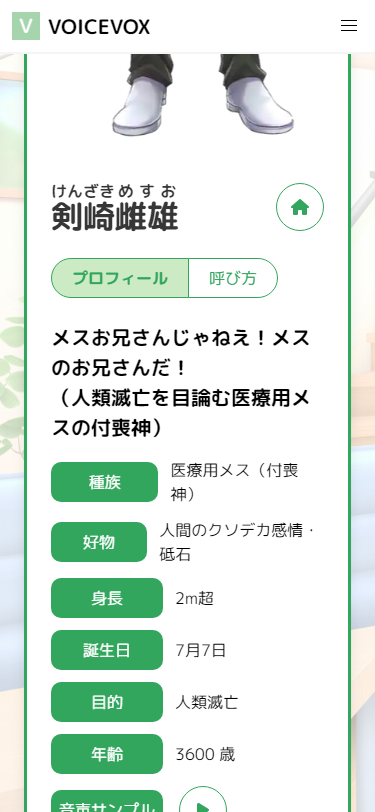 V VOICEVOX
けんざきめすお
剣崎雌雄
プロフィール 呼び方
メスお兄さんじゃねえ！メス
のお兄さんだ！
（人類滅亡を目論む医療用メ
スの付喪神）
種族 医療用メス（付喪
神）
好物 人間のクソデカ感情・
砥石
身長 2m超
誕生日 7月7日
目的 人類滅亡
年齢 3600 歳
音声サンプル